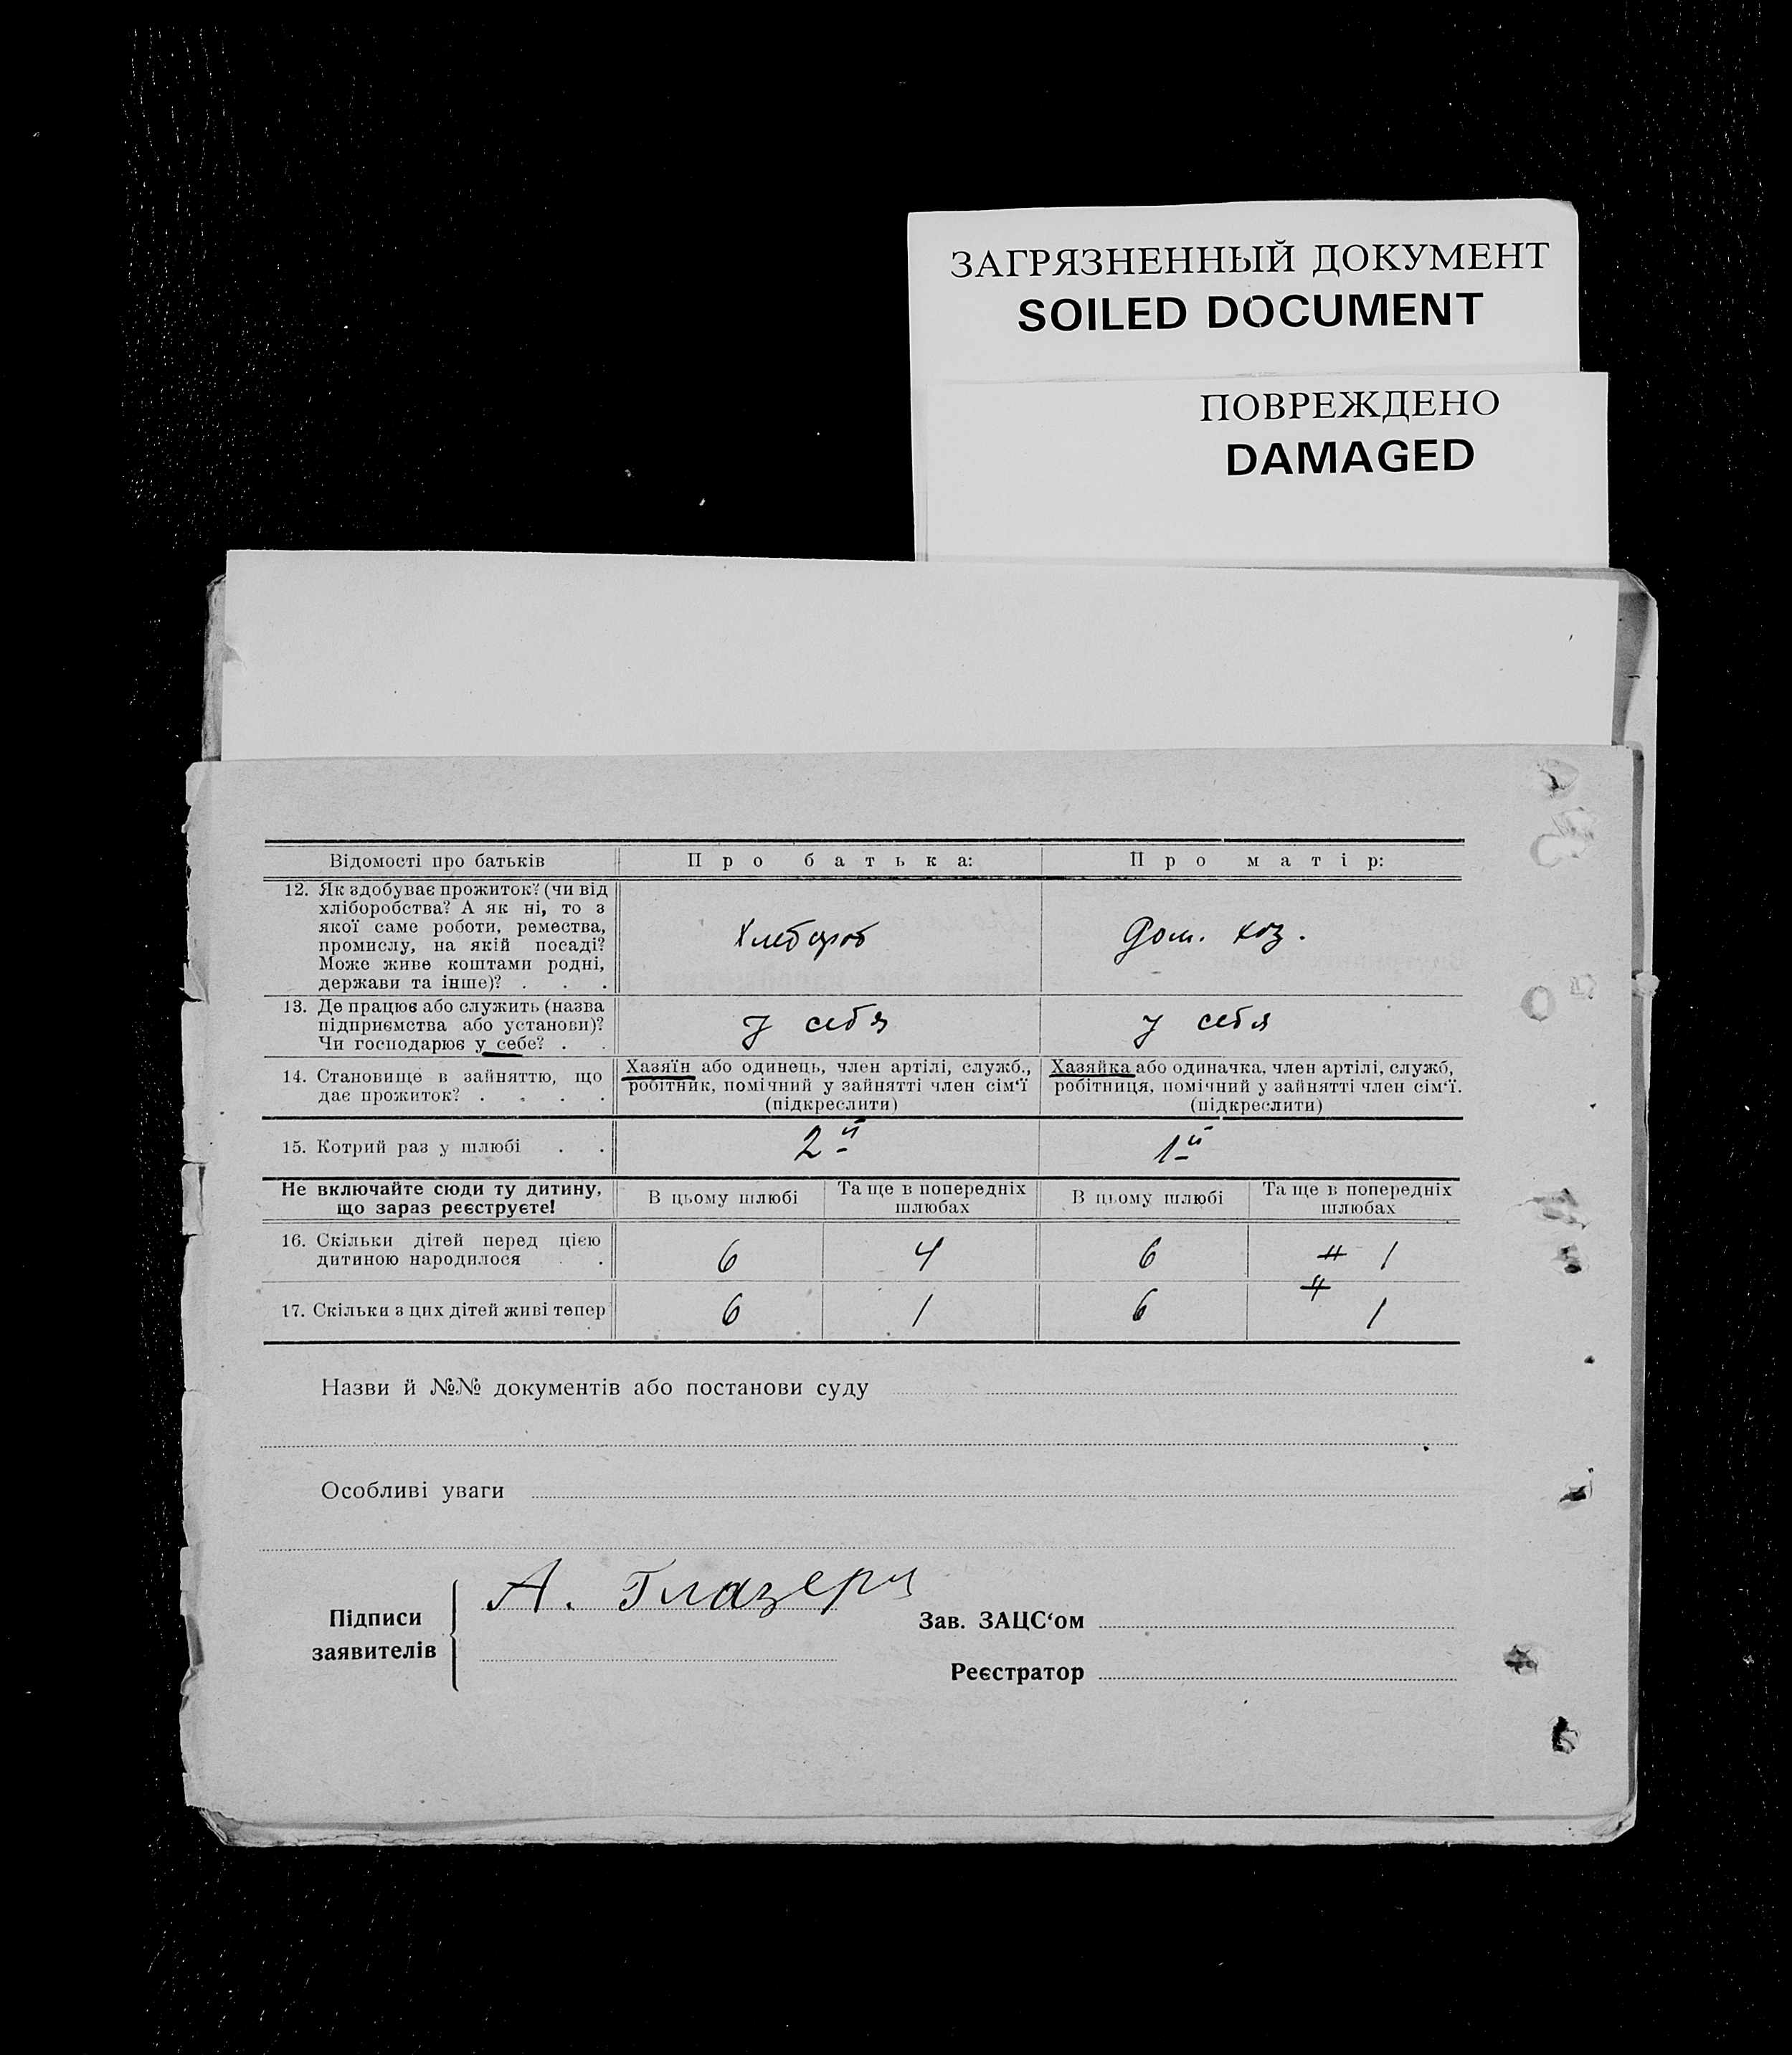 ЗАГРЯЗНЕННЫЙ ДОКУМЕНТ
SOILED DOCUMENT
ПОВРЕЖДЕНО
DAMAGED
Відомості про батьків
Про батька:
Про матір:
12. Як здобуває прожиток? (чи від
хліборобства? А як ні, то з
якої саме роботи, ремества,
промислу, на якій посаді?
Може живе коштами родні,
держави та інше)? . . .
Хлебороб
Дом. хоз.
13. Де працює або служить (назва
підприємства або установи)?
Чи господарює у себе? . .
у себя
у себя
14. Становище в зайняттю, що
дає прожиток? . . . .
Хазяїн або одинець, член артілі, служб.,
робітник, помічний у зайнятті член сім'ї
(підкреслити)
Хазяйка або одиначка, член артілі, служб,
робітниця, помічний у зайнятті член сім'ї.
(підкреслити)
15. Котрий раз у шлюбі . .
2й
1й
Не включайте сюди ту дитину,
що зараз реєструєте!
В цьому шлюбі
Та ще в попередніх
шлюбах
В цьому шлюбі
Та ще в попередніх
шлюбах
16. Скільки дітей перед цією
дитиною народилося . .
6
4
6
1
17. Скільки з цих дітей живі тепер
6
1
6
1
Назви й №№ документів або постанови суду
Особливі уваги
Підписи
заявителів
А. Глазер
Зав. ЗАЦС'ом
Реєстратор